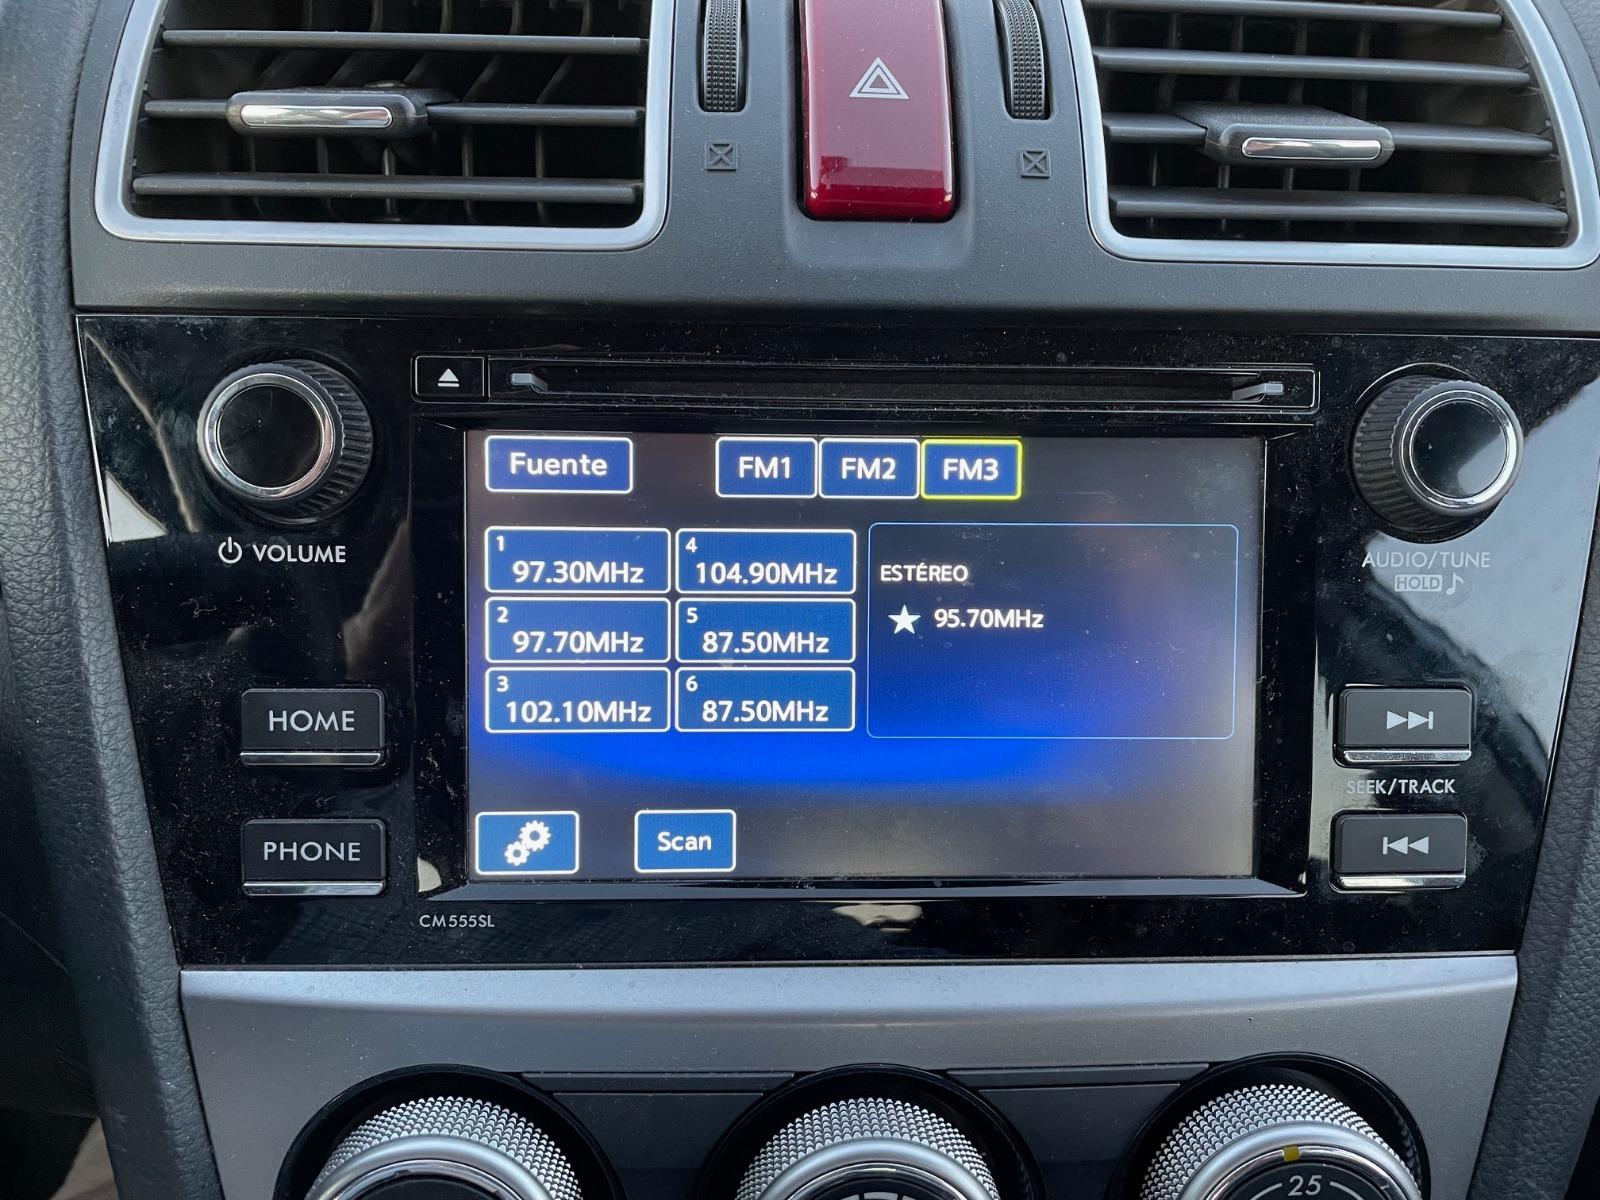 VOLUME
Fuente
FM1 FM2 FM3
1 97.30MHz
4 104.90MHz
2 97.70MHz
5 87.50MHz
3 102.10MHz
6 87.50MHz
ESTÉREO
95.70MHz
Scan
HOME
PHONE
CM555SL
AUDIO/TUNE
HOLD
SEEK/TRACK
25